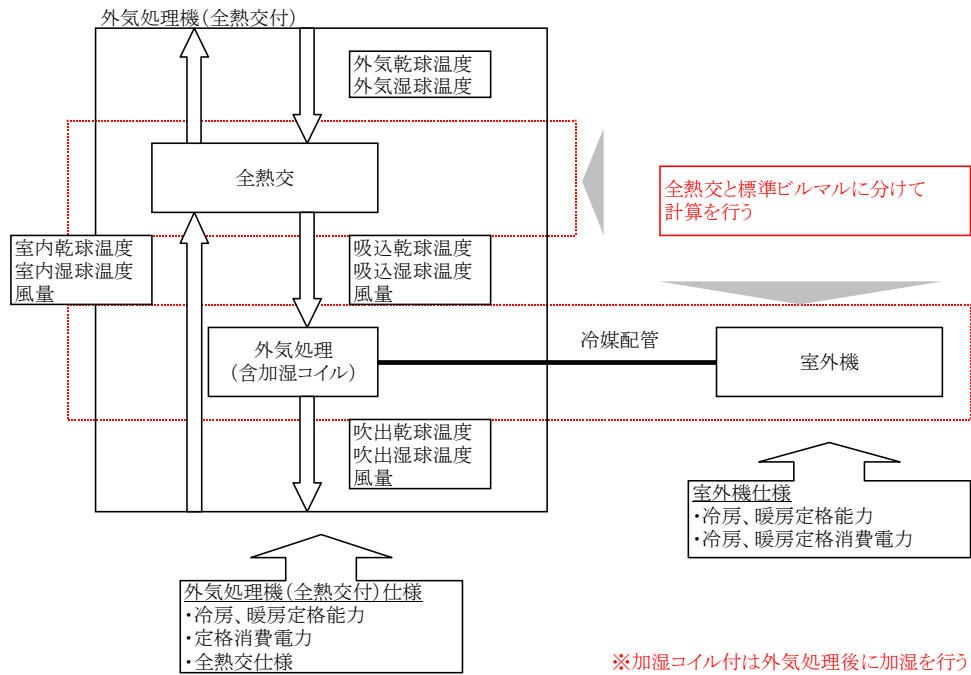 外気処理機(全熱交付)
外気乾球温度
外気湿球温度
全熱交
全熱交と標準ビルマルに分けて
計算を行う
室内乾球温度
室内湿球温度
風量
吸込乾球温度
吸込湿球温度
風量
外気処理
(含加湿コイル)
冷媒配管
室外機
吹出乾球温度
吹出湿球温度
風量
室外機仕様
・冷房、暖房定格能力
・冷房、暖房定格消費電力
外気処理機(全熱交付)仕様
・冷房、暖房定格能力
・定格消費電力
・全熱交仕様
※加湿コイル付は外気処理後に加湿を行う